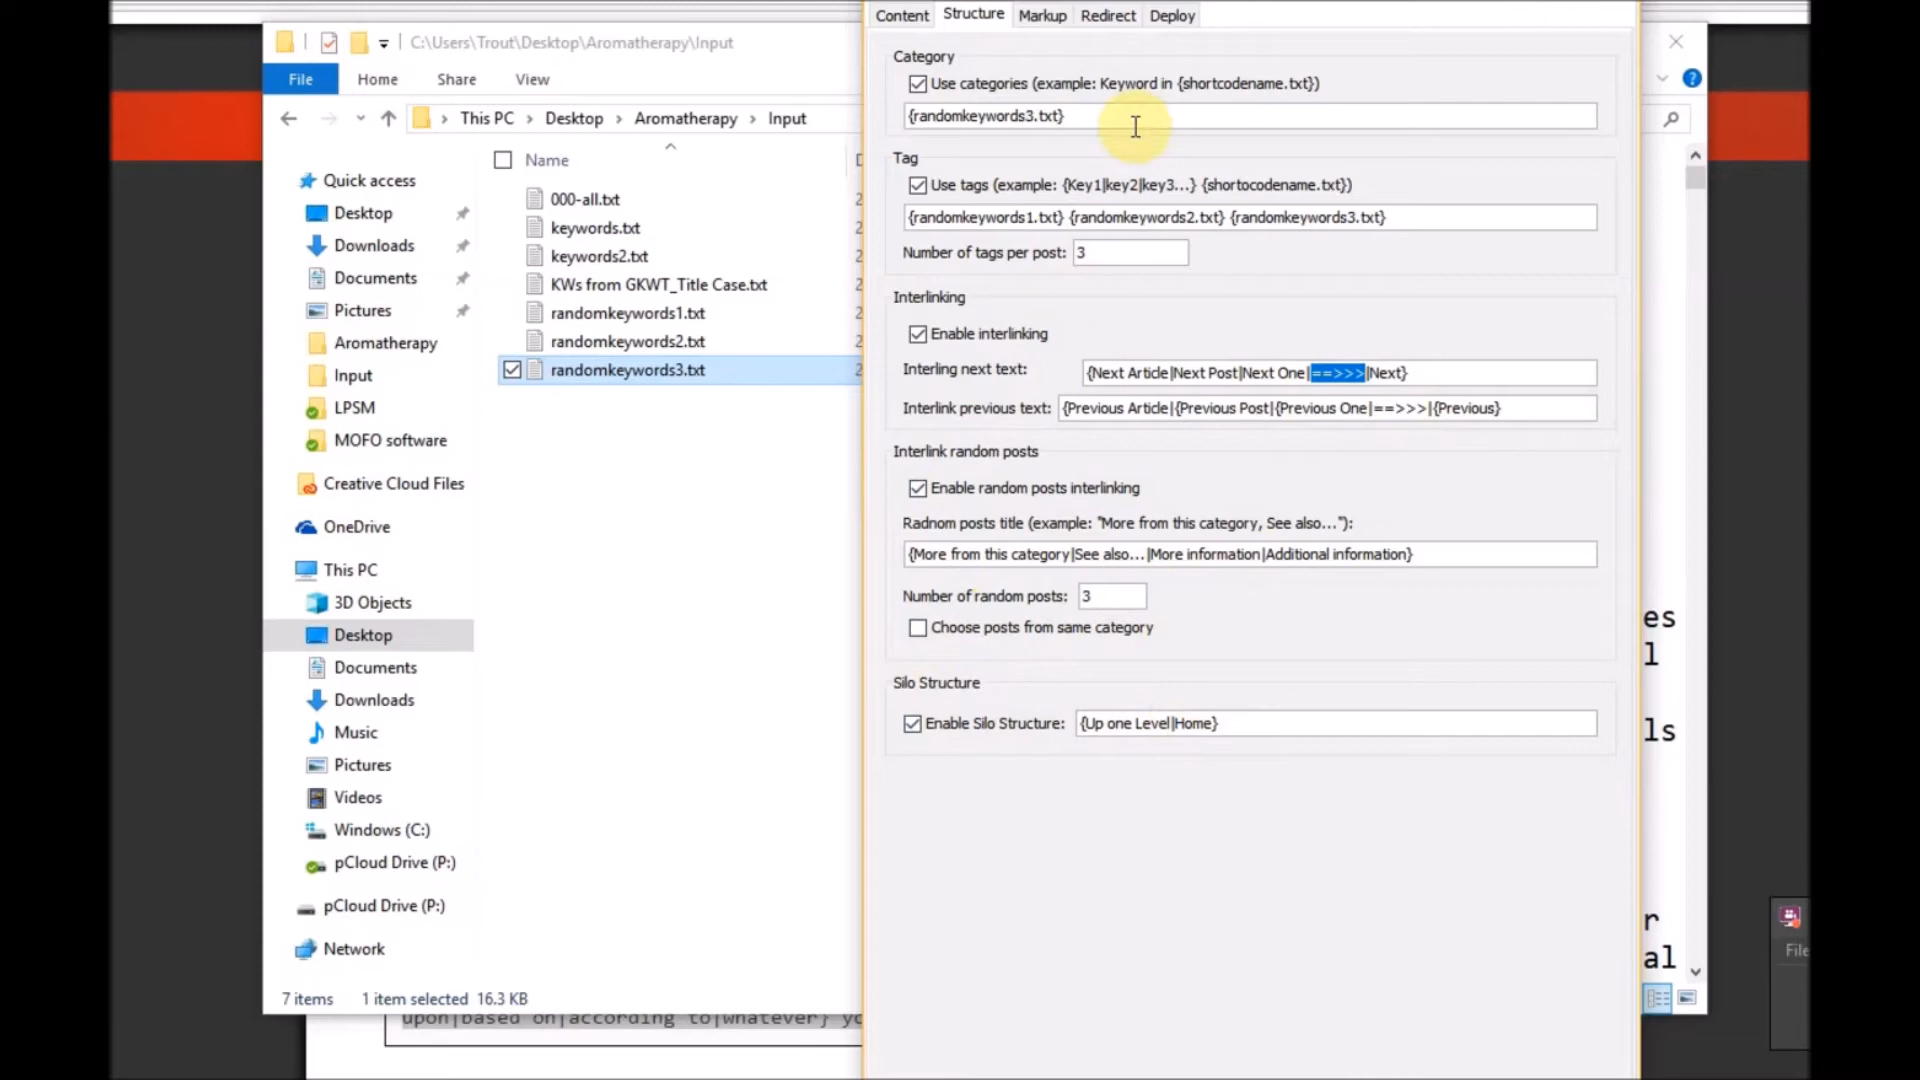 C:\Users\Trout\Desktop\Aromatherapy\Input
File Home Share View
This PC > Desktop > Aromatherapy > Input
Name
Quick access
Desktop
Downloads
Documents
Pictures
Aromatherapy
Input
LPSM
MOFO software
Creative Cloud Files
OneDrive
This PC
3D Objects
Desktop
Documents
Downloads
Music
Pictures
Videos
Windows (C:)
pCloud Drive (P:)
pCloud Drive (P:)
Network
000-all.txt
keywords.txt
keywords2.txt
KWs from GKWT_Title Case.txt
randomkeywords1.txt
randomkeywords2.txt
randomkeywords3.txt
7 items 1 item selected 16.3 KB
upon|based on|according to|whatever} yo
Content Structure Markup Redirect Deploy
Category
Use categories (example: Keyword in {shortcodename.txt})
{randomkeywords3.txt}
Tag
Use tags (example: {Key1|key2|key3...} {shortocodename.txt})
{randomkeywords1.txt} {randomkeywords2.txt} {randomkeywords3.txt}
Number of tags per post: 3
Interlinking
Enable interlinking
Interling next text: {Next Article|Next Post|Next One|==>>>|Next}
Interlink previous text: {Previous Article|{Previous Post|{Previous One|==>>>|{Previous}
Interlink random posts
Enable random posts interlinking
Radnom posts title (example: "More from this category, See also..."):
{More from this category|See also...|More information|Additional information}
Number of random posts: 3
Choose posts from same category
Silo Structure
Enable Silo Structure: {Up one Level|Home}
es
l
ls
r
al
File